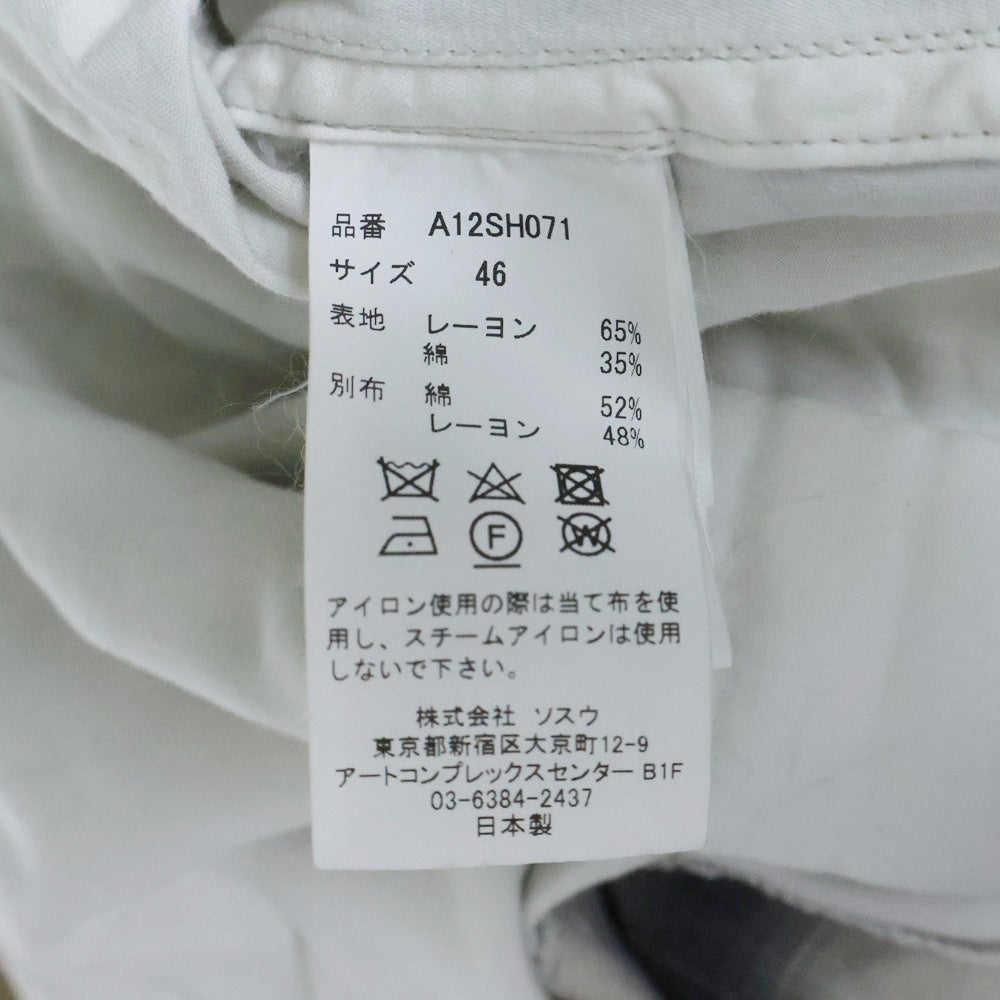 品番 A12SH071
サイズ 46
表地 レーヨン 65%
綿 35%
別布 綿 52%
レーヨン 48%
F W
アイロン使用の際は当て布を使
用し、スチームアイロンは使用
しないで下さい。
株式会社 ソスウ
東京都新宿区大京町12-9
アートコンプレックスセンター B1F
03-6384-2437
日本製